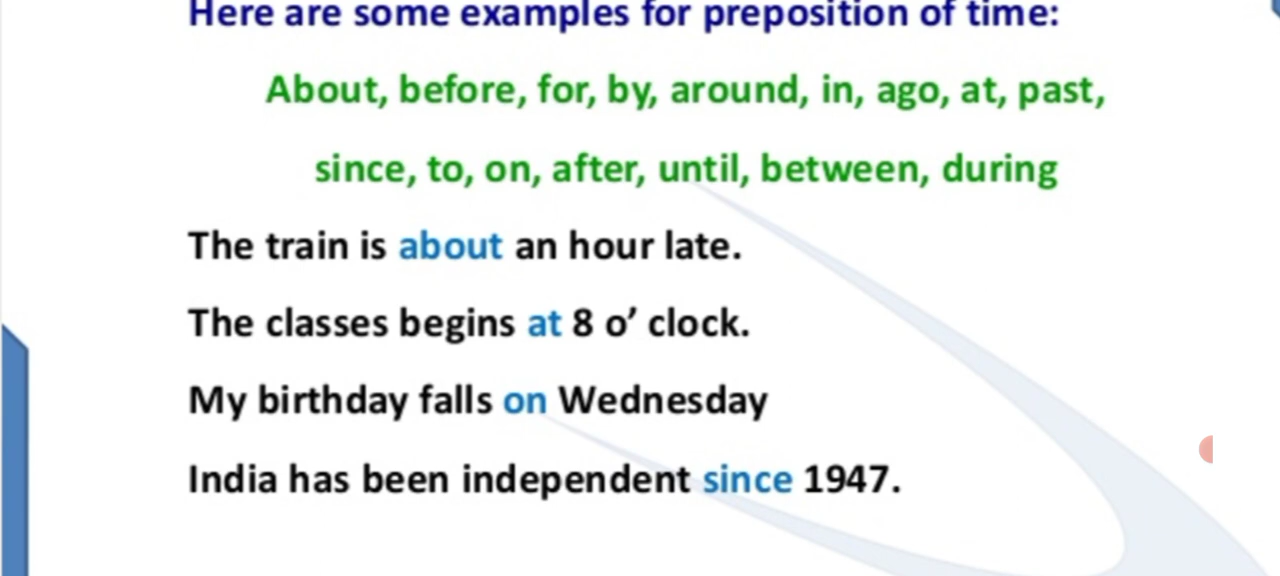 Here are some examples for preposition of time:
About, before, for, by, around, in, ago, at, past,
since, to, on, after, until, between, during
The train is about an hour late.
The classes begins at 8 o’ clock.
My birthday falls on Wednesday
India has been independent since 1947.